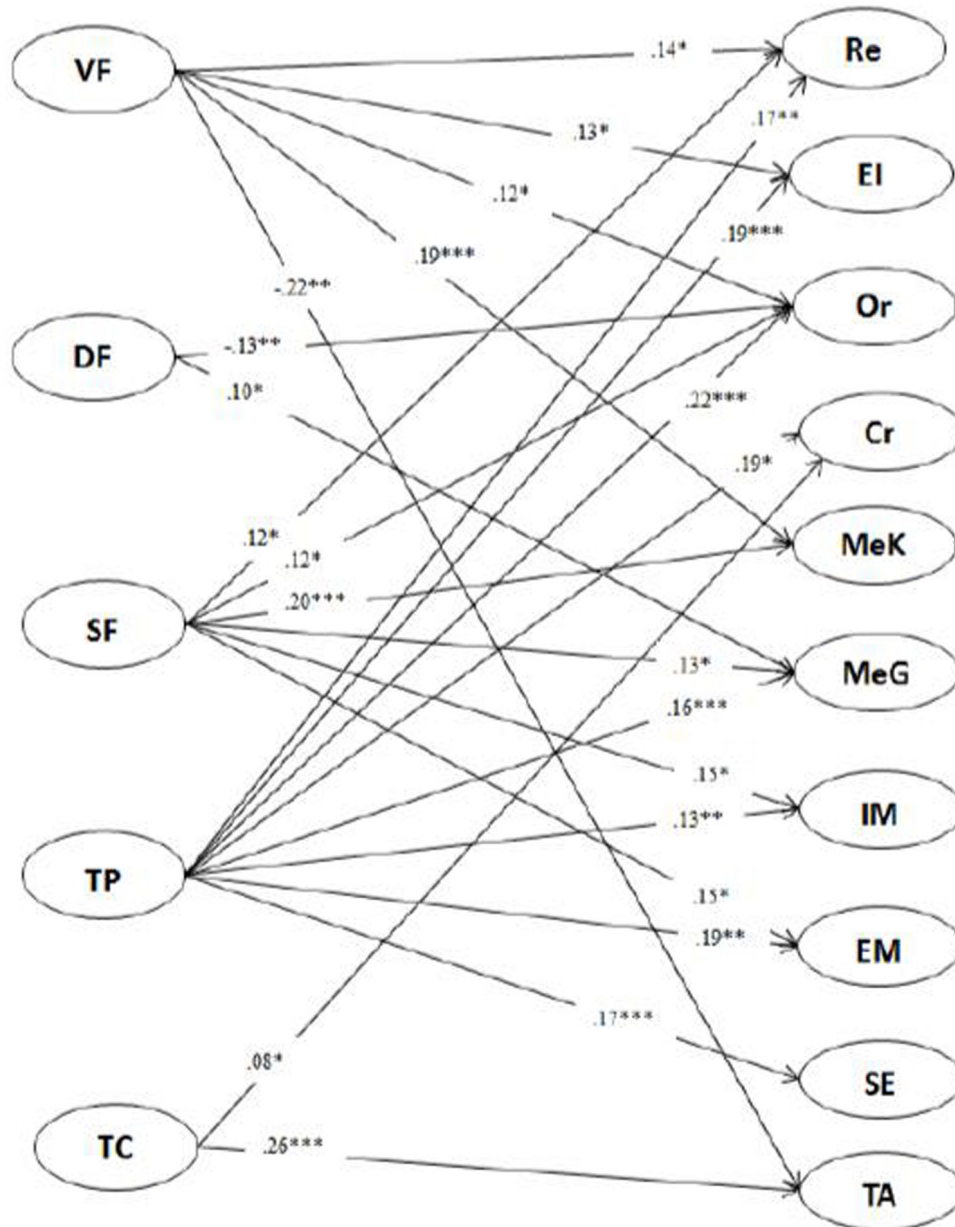 VF
Re
.14*
.17**
.13*
EI
.12*
.19***
.19***
-.22**
Or
DF
-.13**
.10*
.22***
Cr
.19*
.12*
.12*
MeK
.20***
SF
.13*
MeG
.16***
.15*
IM
.13**
TP
.15*
.19**
EM
.17***
.08*
SE
TC
.26***
TA